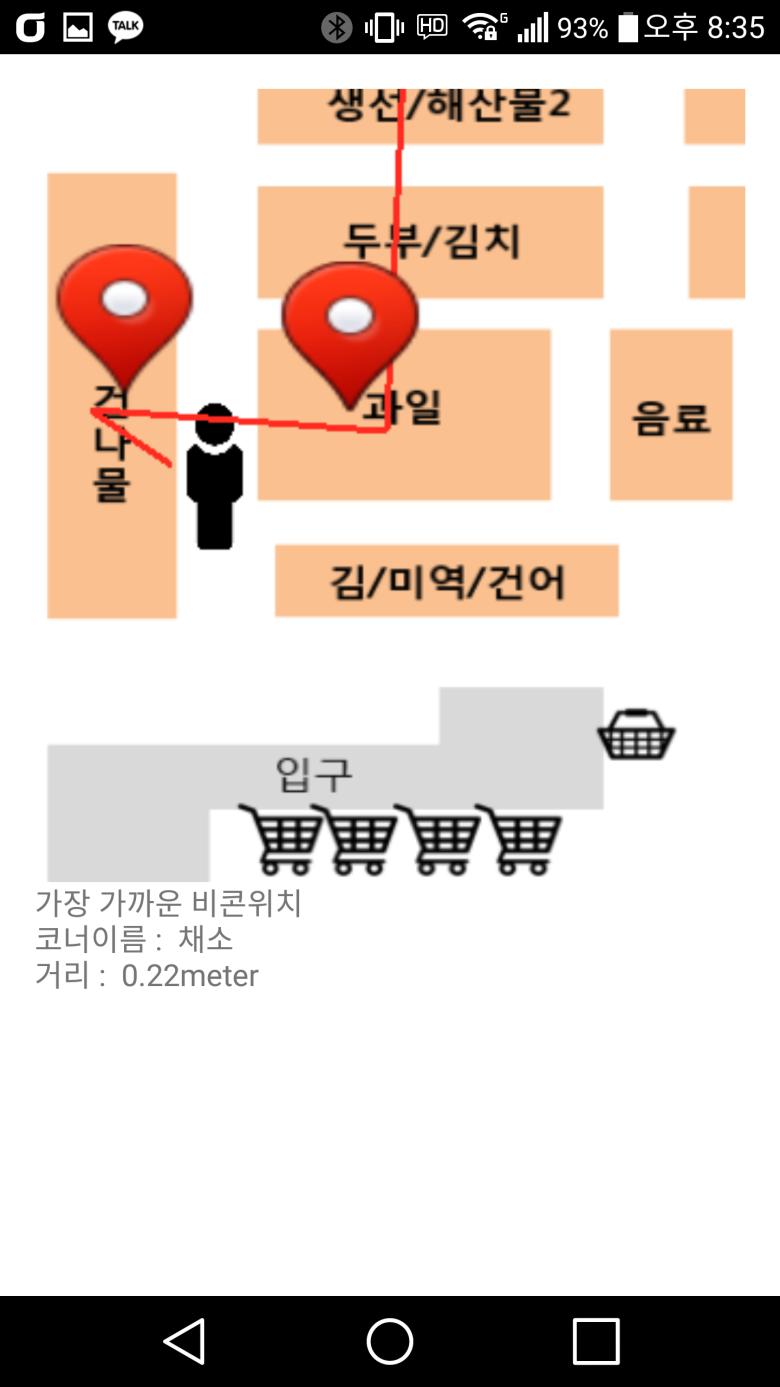 TALK HD G 93% 오후 8:35
생선/해산물2
두부/김치
과일
음료
건나물
김/미역/건어
입구
가장 가까운 비콘위치
코너이름 : 채소
거리 : 0.22meter